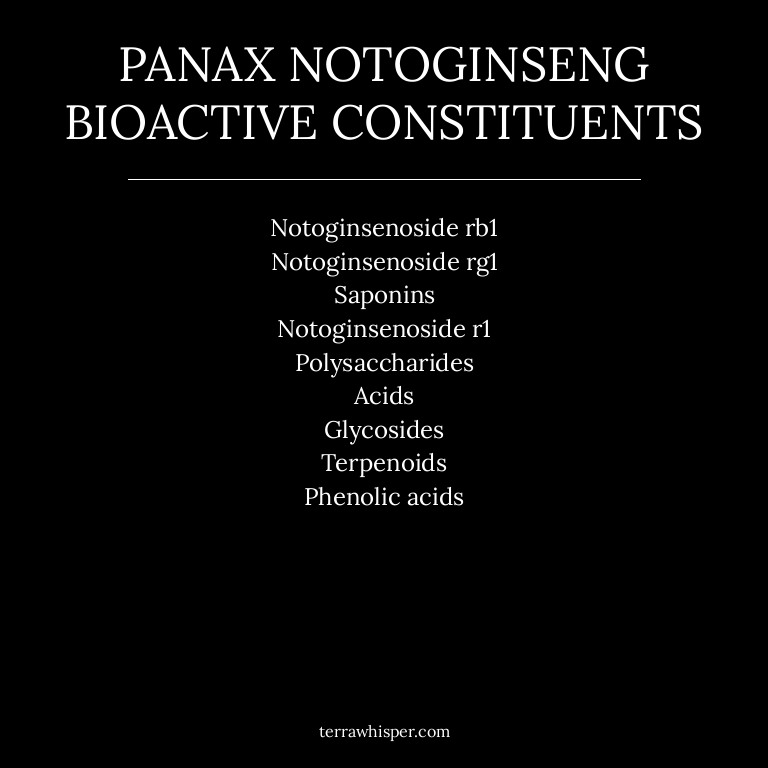 PANAX NOTOGINSENG
BIOACTIVE CONSTITUENTS
Notoginsenoside rb1
Notoginsenoside rg1
Saponins
Notoginsenoside r1
Polysaccharides
Acids
Glycosides
Terpenoids
Phenolic acids
terrawhisper.com